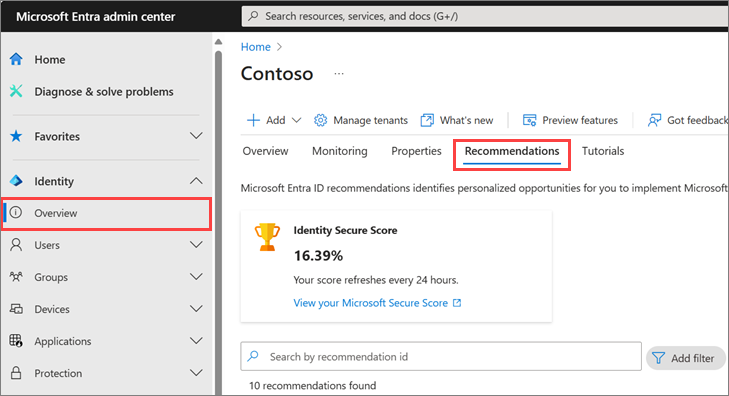 Microsoft Entra admin center
Search resources, services, and docs (G+/)
Home
Diagnose & solve problems
Favorites
Identity
Overview
Users
Groups
Devices
Applications
Protection
Home
Contoso
Add Manage tenants What's new Preview features Got feedback
Overview Monitoring Properties Recommendations Tutorials
Microsoft Entra ID recommendations identifies personalized opportunities for you to implement Microsoft
Identity Secure Score
16.39%
Your score refreshes every 24 hours.
View your Microsoft Secure Score
Search by recommendation id
Add filter
10 recommendations found